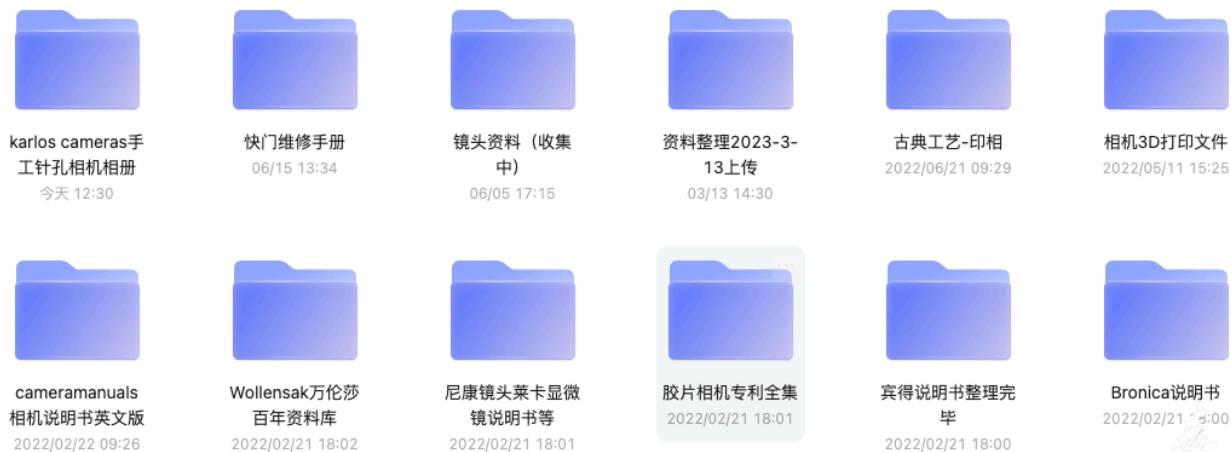 karlos cameras手
工针孔相机相册
今天 12:30
快门维修手册
06/15 13:34
镜头资料（收集
中）
06/05 17:15
资料整理2023-3-
13上传
03/13 14:30
古典工艺-印相
2022/06/21 09:29
相机3D打印文件
2022/05/11 15:25
cameramanuals
相机说明书英文版
2022/02/22 09:26
Wollensak万伦莎
百年资料库
2022/02/21 18:02
尼康镜头莱卡显微
镜说明书等
2022/02/21 18:01
胶片相机专利全集
2022/02/21 18:01
宾得说明书整理完
毕
2022/02/21 18:00
Bronica说明书
2022/02/21 18:00